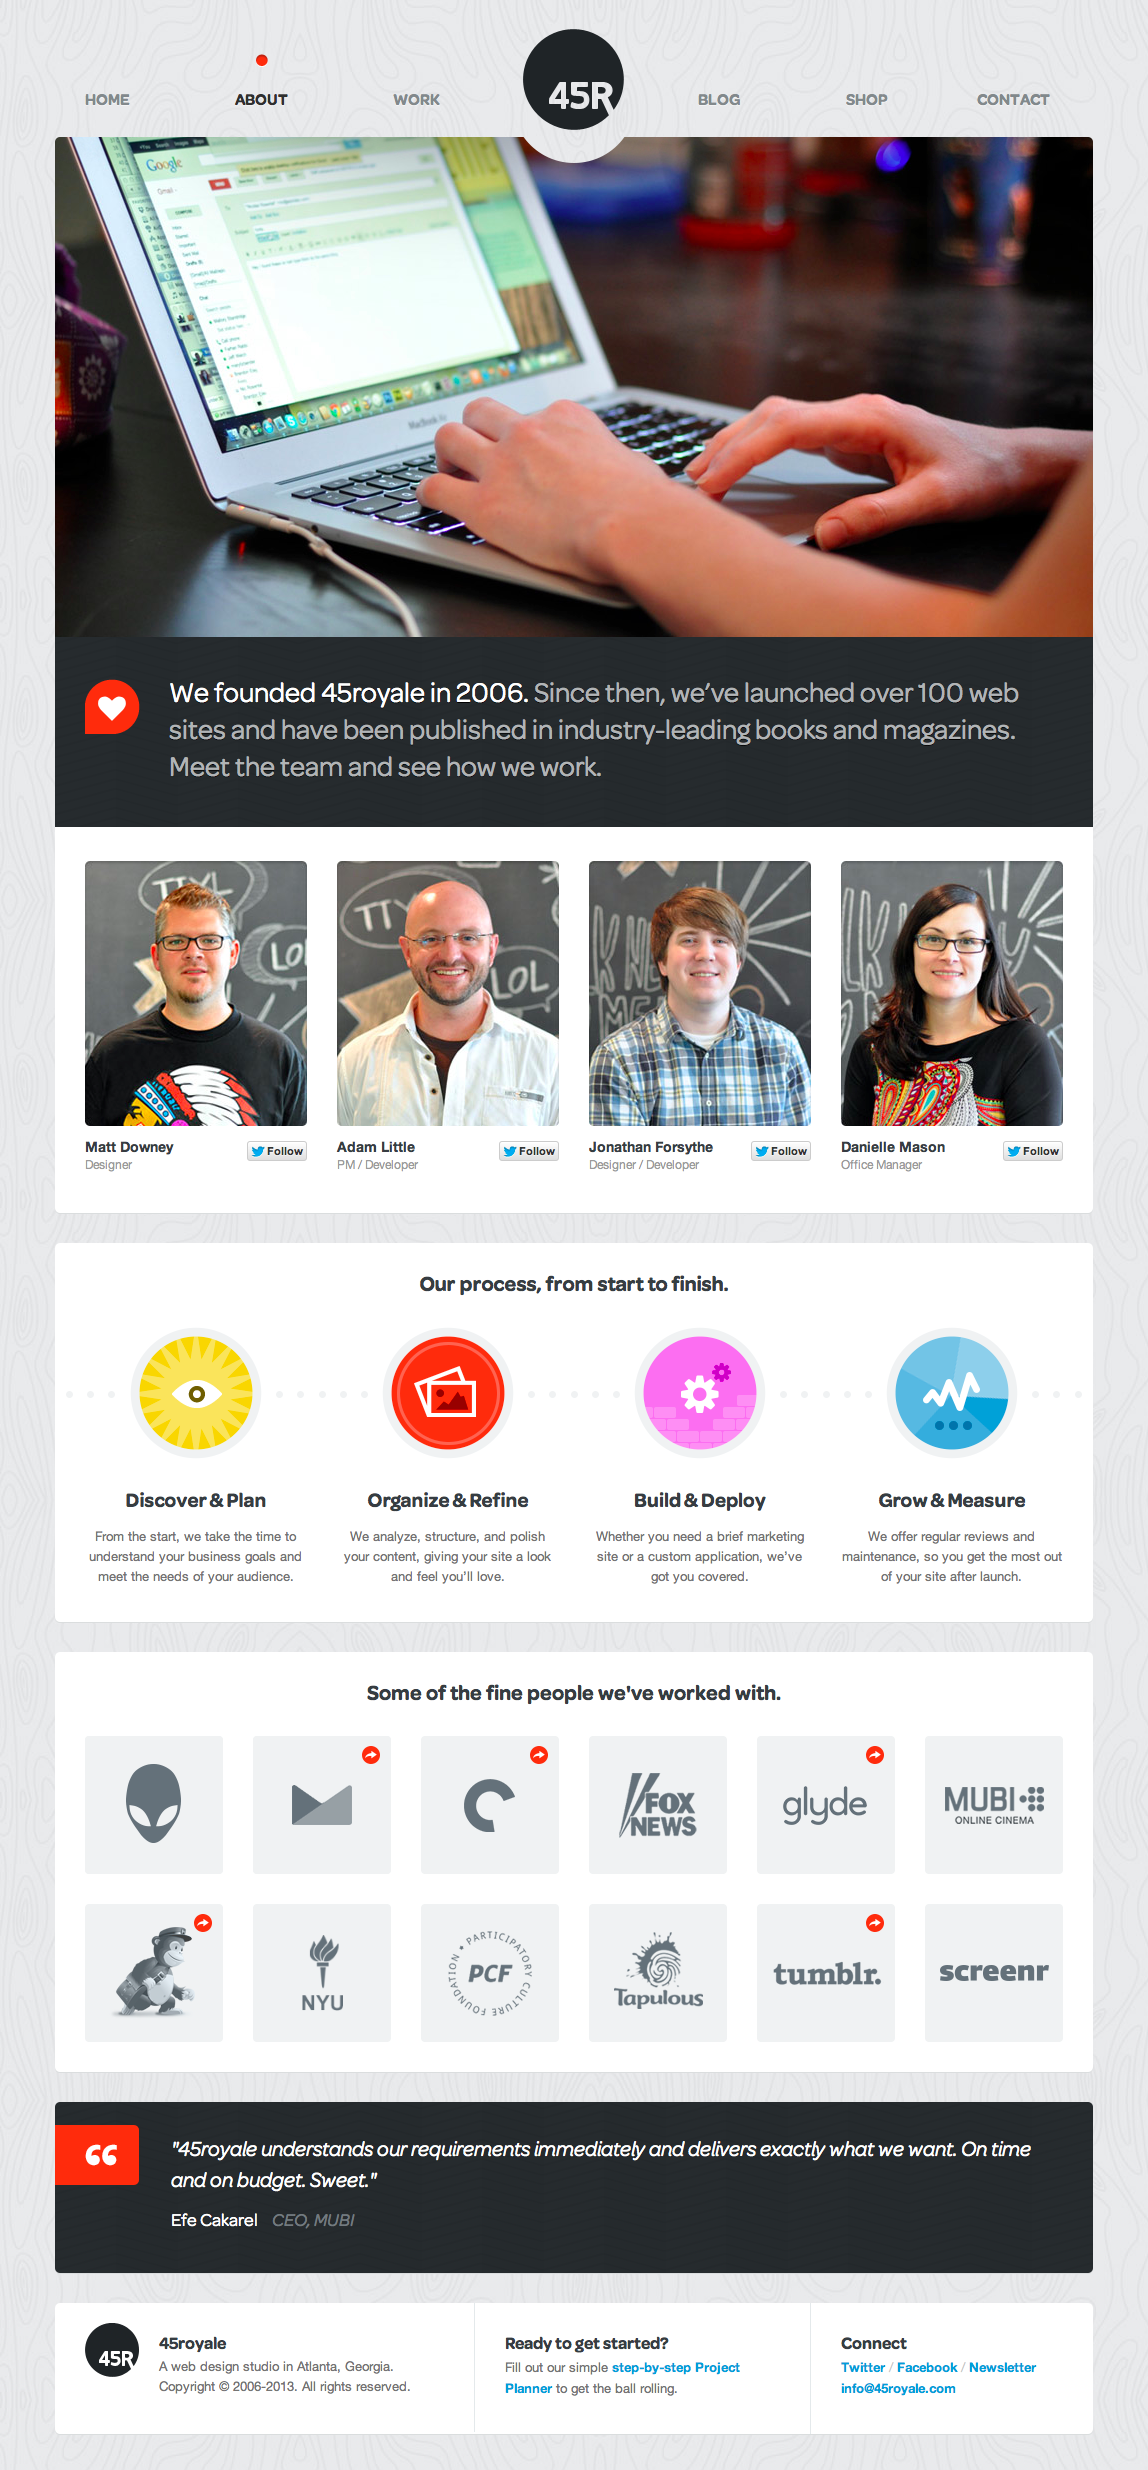 45R
HOME
ABOUT
WORK
BLOG
SHOP
CONTACT
Google
Gmail
MacBook Air
We founded 45royale in 2006. Since then, we’ve launched over 100 web
sites and have been published in industry-leading books and magazines.
Meet the team and see how we work.
TTYL
LOL
TTYL
LOL
Matt Downey
Designer
Follow
Adam Little
PM / Developer
Follow
Jonathan Forsythe
Designer / Developer
Follow
Danielle Mason
Office Manager
Follow
Our process, from start to finish.
Discover & Plan
From the start, we take the time to
understand your business goals and
meet the needs of your audience.
Organize & Refine
We analyze, structure, and polish
your content, giving your site a look
and feel you’ll love.
Build & Deploy
Whether you need a brief marketing
site or a custom application, we’ve
got you covered.
Grow & Measure
We offer regular reviews and
maintenance, so you get the most out
of your site after launch.
Some of the fine people we've worked with.
FOX
NEWS
glyde
MUBI
ONLINE CINEMA
NYU
PARTICIPATORY CULTURE FOUNDATION
PCF
Tapulous
tumblr.
screenr
"45royale understands our requirements immediately and delivers exactly what we want. On time
and on budget. Sweet."
Efe Cakarel CEO, MUBI
45R
45royale
A web design studio in Atlanta, Georgia.
Copyright © 2006-2013. All rights reserved.
Ready to get started?
Fill out our simple step-by-step Project
Planner to get the ball rolling.
Connect
Twitter / Facebook / Newsletter
info@45royale.com